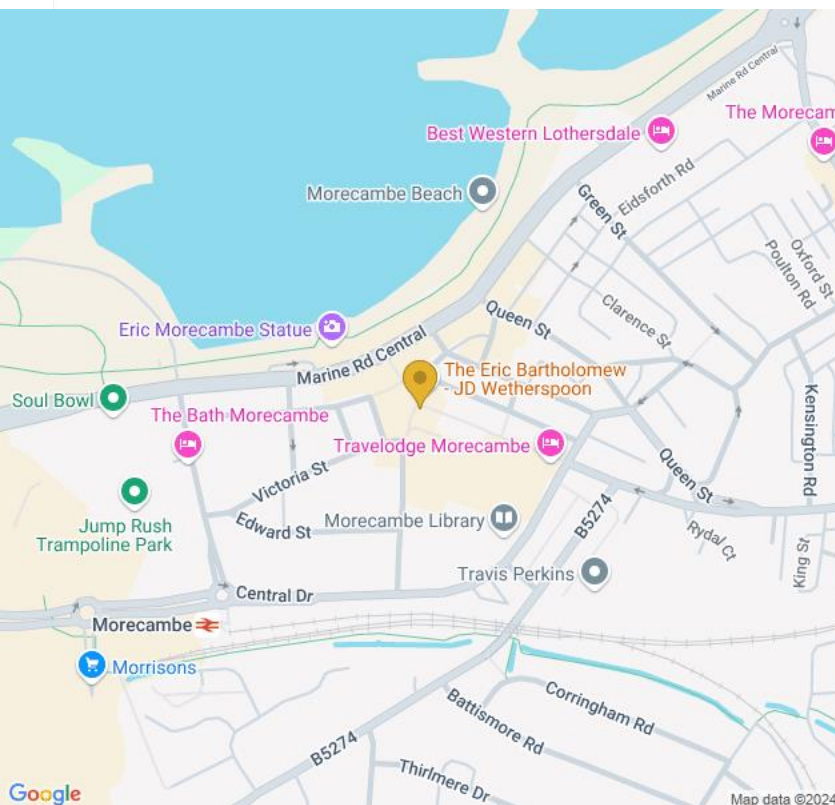 Marine Rd Central
The Morecam
Best Western Lothersdale
Eidsforth Rd
Morecambe Beach
Green St
Oxford St
Poulton Rd
Clarence St
Queen St
Eric Morecambe Statue
Marine Rd Central
The Eric Bartholomew
- JD Wetherspoon
Soul Bowl
The Bath Morecambe
Kensington Rd
Travelodge Morecambe
Victoria St
Queen St
Edward St
Morecambe Library
B5274
Jump Rush
Trampoline Park
Rydal Ct
King St
Travis Perkins
Central Dr
Morecambe
Morrisons
Corringham Rd
Battismore Rd
B5274
Thirlmere Dr
Google
Map data ©2024